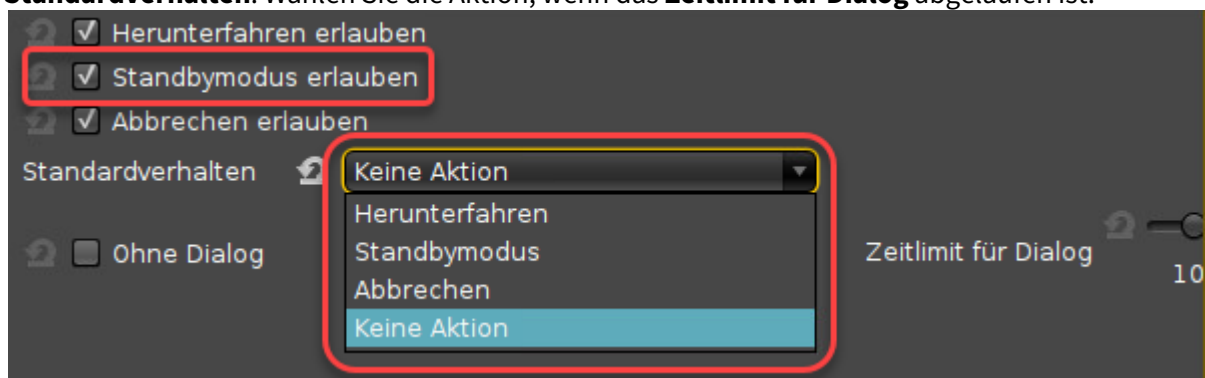 Standardverhalten: Wählen Sie die Aktion, wenn das Zeitlimit für Dialog abgelaufen ist.
Herunterfahren erlauben
Standbymodus erlauben
Abbrechen erlauben
Standardverhalten Keine Aktion
Herunterfahren
Ohne Dialog Standbymodus Zeitlimit für Dialog
10
Abbrechen
Keine Aktion